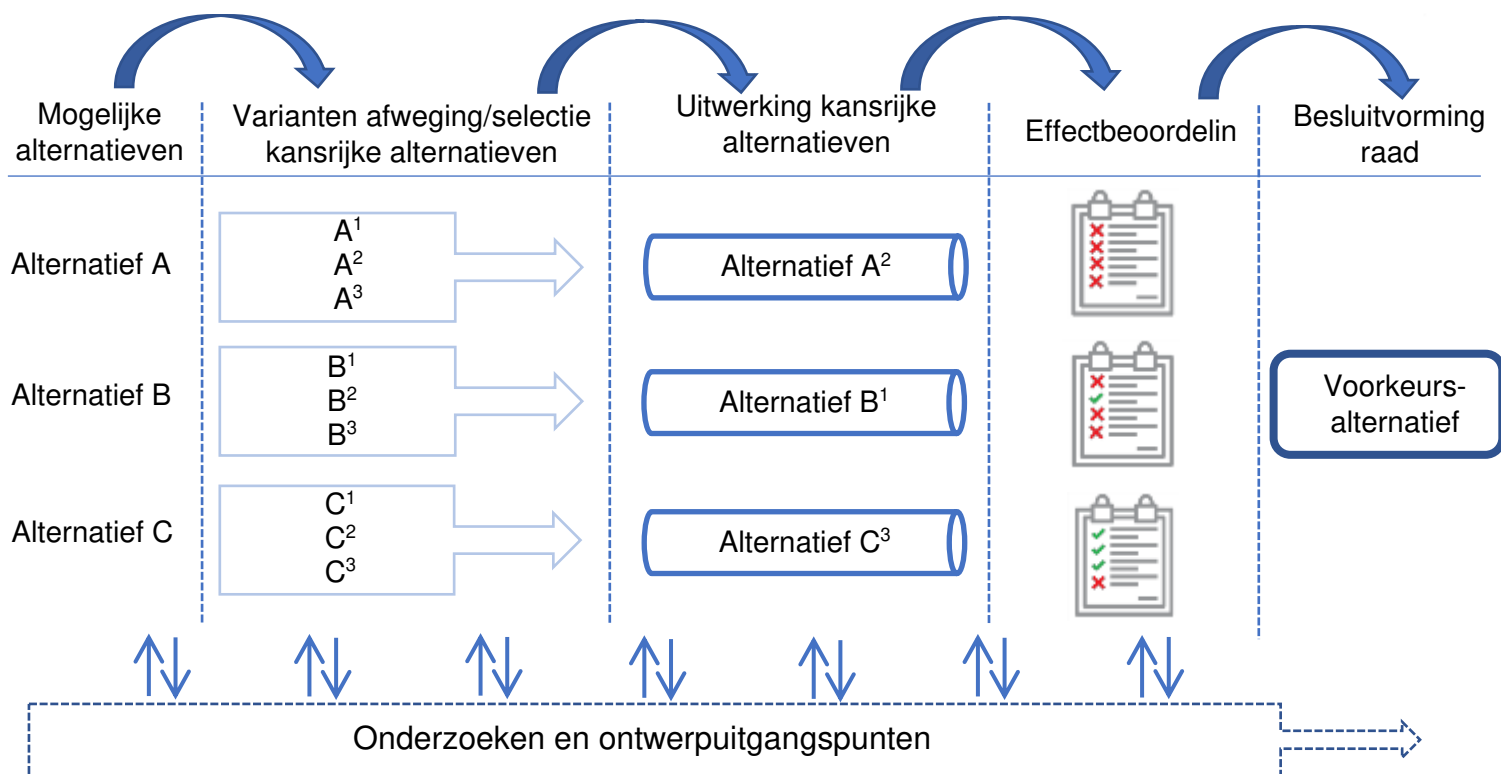 Mogelijke
alternatieven
Varianten afweging/selectie
kansrijke alternatieven
Uitwerking kansrijke
alternatieven
Effectbeoordelin
Besluitvorming
raad
Alternatief A
A¹
A²
A³
Alternatief A²
Alternatief B
B¹
B²
B³
Alternatief B¹
Voorkeurs-
alternatief
Alternatief C
C¹
C²
C³
Alternatief C³
Onderzoeken en ontwerpuitgangspunten